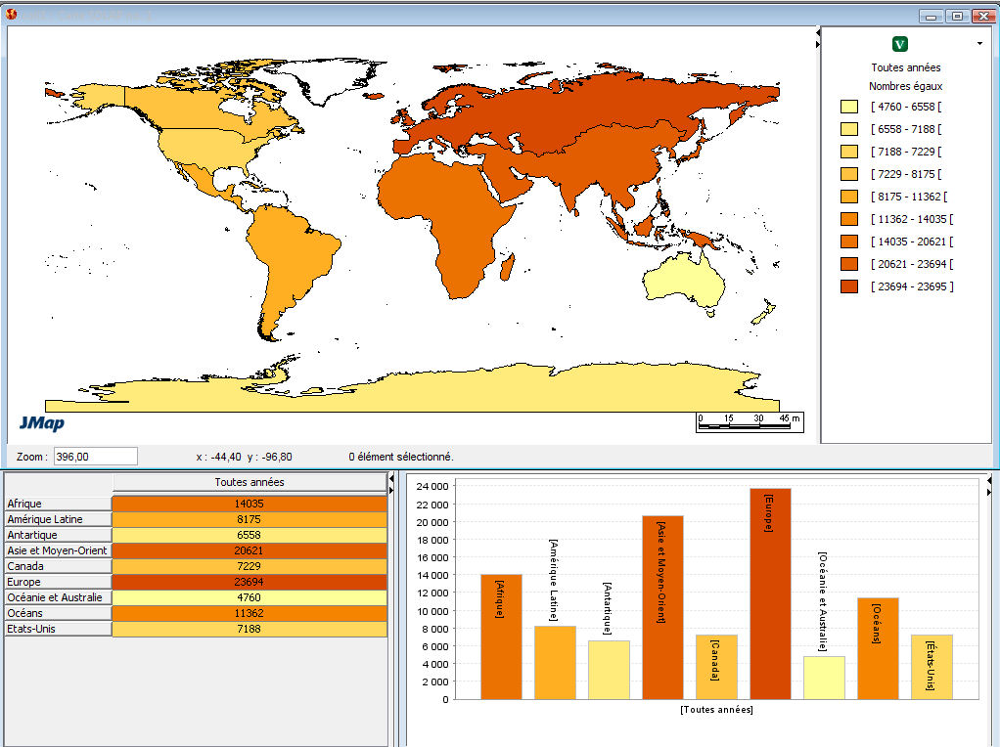 V
Toutes années
Nombres égaux
[ 4760 - 6558 [
[ 6558 - 7188 [
[ 7188 - 7229 [
[ 7229 - 8175 [
[ 8175 - 11362 [
[ 11362 - 14035 [
[ 14035 - 20621 [
[ 20621 - 23694 [
[ 23694 - 23695 ]
JMap
0 15 30 45 m
Zoom : 396,00 x : -44,40 y : -96,80 0 élément sélectionné.
Toutes années
Afrique 14035
Amérique Latine 8175
Antartique 6558
Asie et Moyen-Orient 20621
Canada 7229
Europe 23694
Océanie et Australie 4760
Océans 11362
Etats-Unis 7188
24 000
22 000
20 000
18 000
16 000
14 000
12 000
10 000
8 000
6 000
4 000
2 000
0
[Afrique]
[Amérique Latine]
[Antartique]
[Asie et Moyen-Orient]
[Canada]
[Europe]
[Océanie et Australie]
[Océans]
[États-Unis]
[Toutes années]